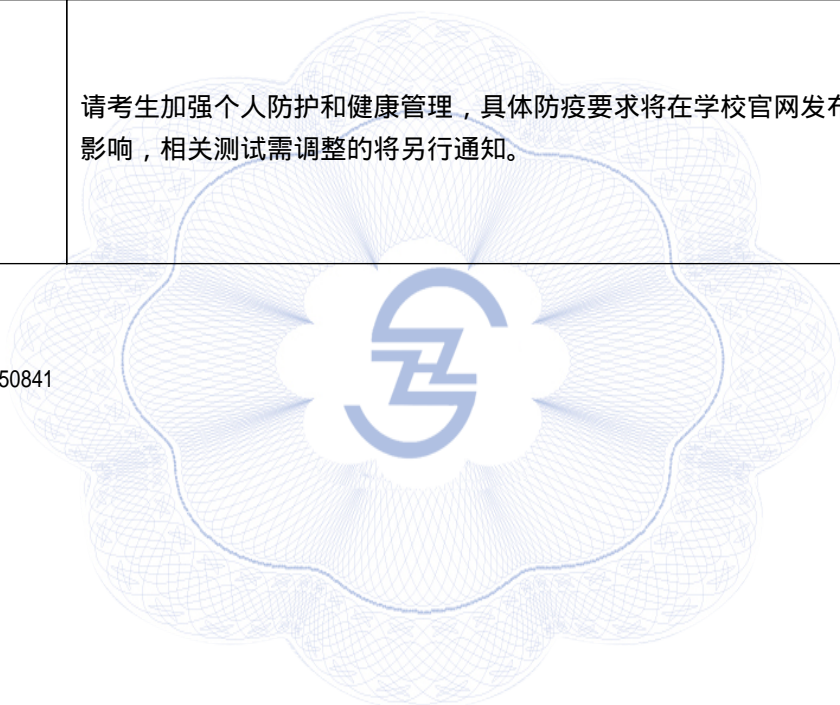 请考生加强个人防护和健康管理，具体防疫要求将在学校官网发布
影响，相关测试需调整的将另行通知。
50841